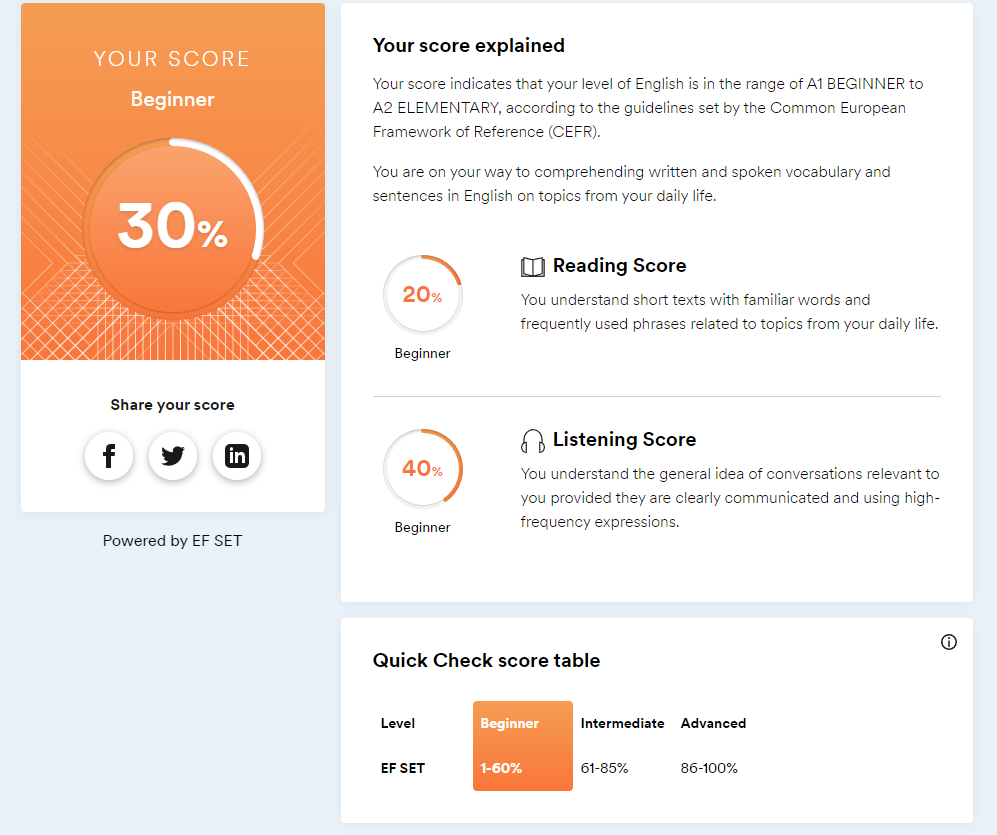 YOUR SCORE
Beginner
30%
Share your score
Powered by EF SET
Your score explained
Your score indicates that your level of English is in the range of A1 BEGINNER to
A2 ELEMENTARY, according to the guidelines set by the Common European
Framework of Reference (CEFR).
You are on your way to comprehending written and spoken vocabulary and
sentences in English on topics from your daily life.
20%
Beginner
Reading Score
You understand short texts with familiar words and
frequently used phrases related to topics from your daily life.
40%
Beginner
Listening Score
You understand the general idea of conversations relevant to
you provided they are clearly communicated and using high-
frequency expressions.
Quick Check score table
Level Beginner Intermediate Advanced
EF SET 1-60% 61-85% 86-100%